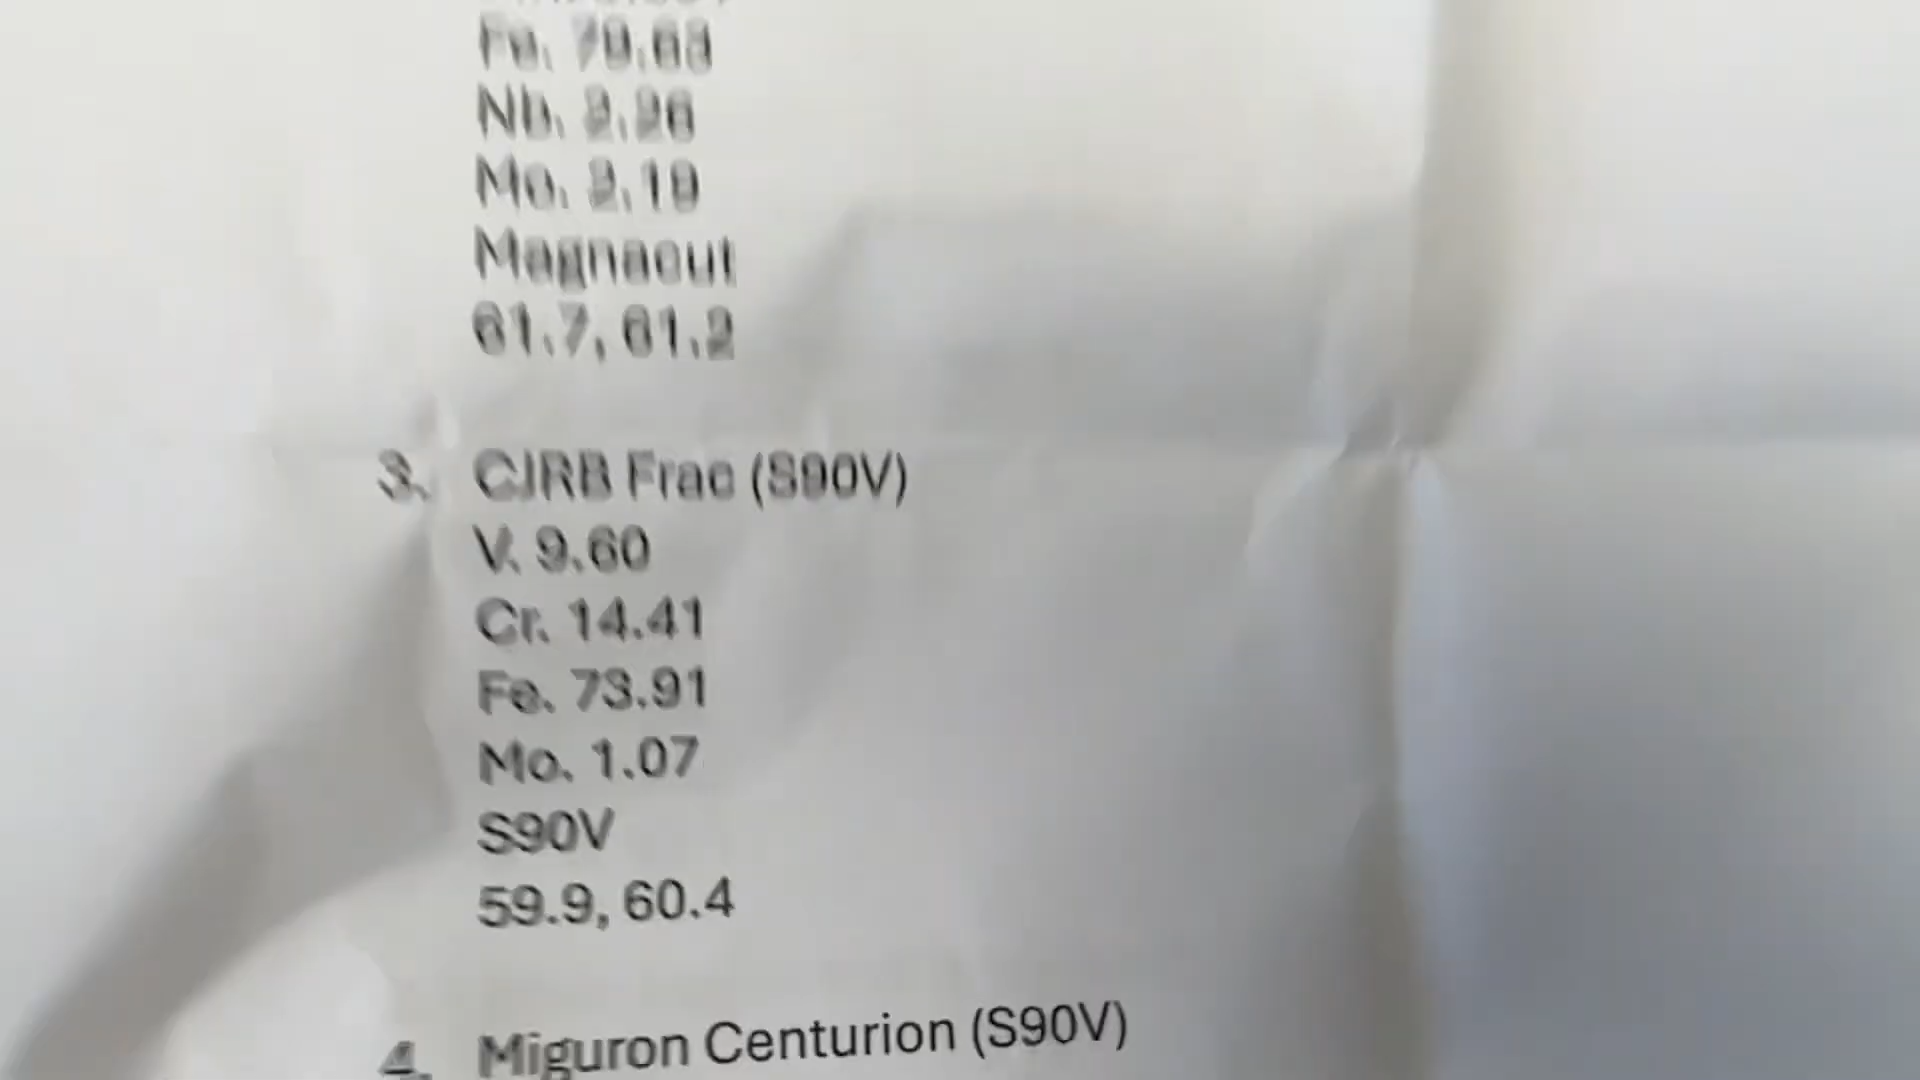 Fe. 79.63
Nb. 2.26
Mo. 2.19
Magnacut
61.7, 61.2
3. CJRB Frac (S90V)
V. 9.60
Cr. 14.41
Fe. 73.91
Mo. 1.07
S90V
59.9, 60.4
4. Miguron Centurion (S90V)